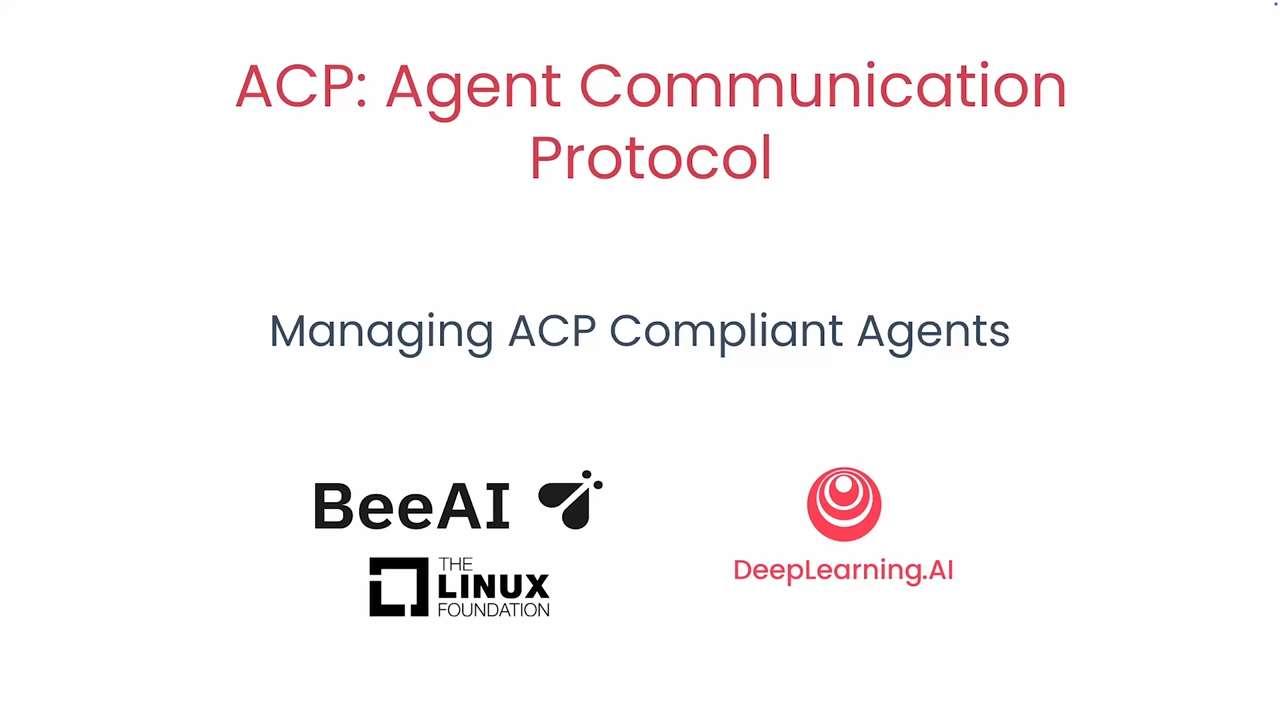 ACP: Agent Communication
Protocol
Managing ACP Compliant Agents
BeeAI
THE
LINUX
FOUNDATION
DeepLearning.AI